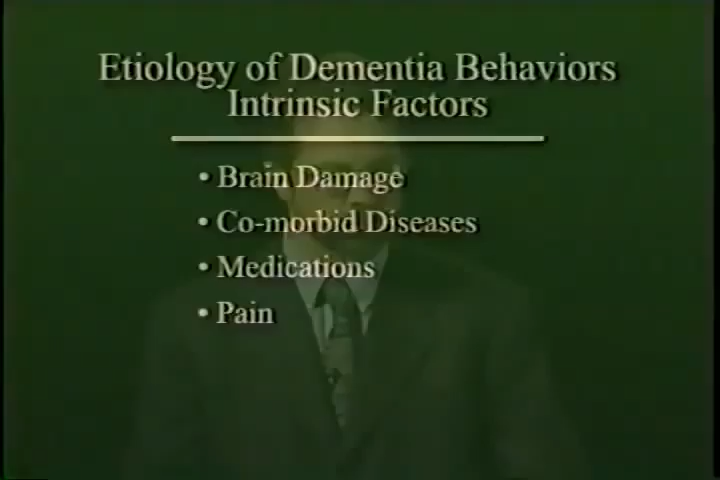 Etiology of Dementia Behaviors
Intrinsic Factors
• Brain Damage
• Co-morbid Diseases
• Medications
• Pain